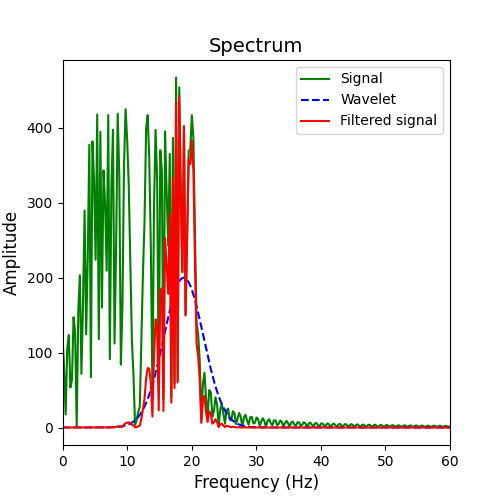 Spectrum
Signal
Wavelet
Filtered signal
Amplitude
400
300
200
100
0
0 10 20 30 40 50 60
Frequency (Hz)